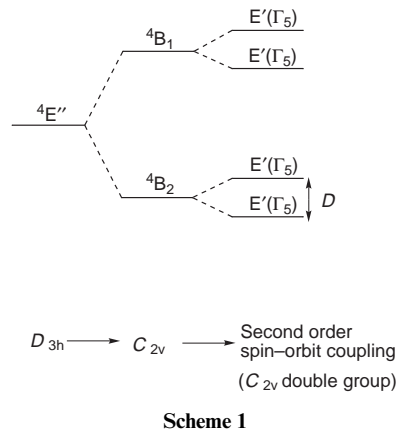 E′(Γ5)
⁴B₁
E′(Γ₅)
⁴E′′
E′(Γ₅)
⁴B₂
E′(Γ₅)
D
D₃ₕ
C₂ᵥ
Second order
spin–orbit coupling
(C₂ᵥ double group)
Scheme 1